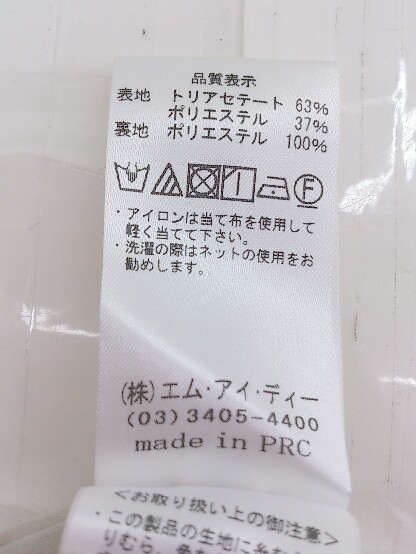 品質表示
表地 トリアセテート 63%
ポリエステル 37%
裏地 ポリエステル 100%
・アイロンは当て布を使用して
軽く当てて下さい。
・洗濯の際はネットの使用をお
勧めします。
(株)エム・アイ・ディー
(03)3405-4400
made in PRC
<お取り扱い上の御注意>
・この製品の生地に糸を
りむら、